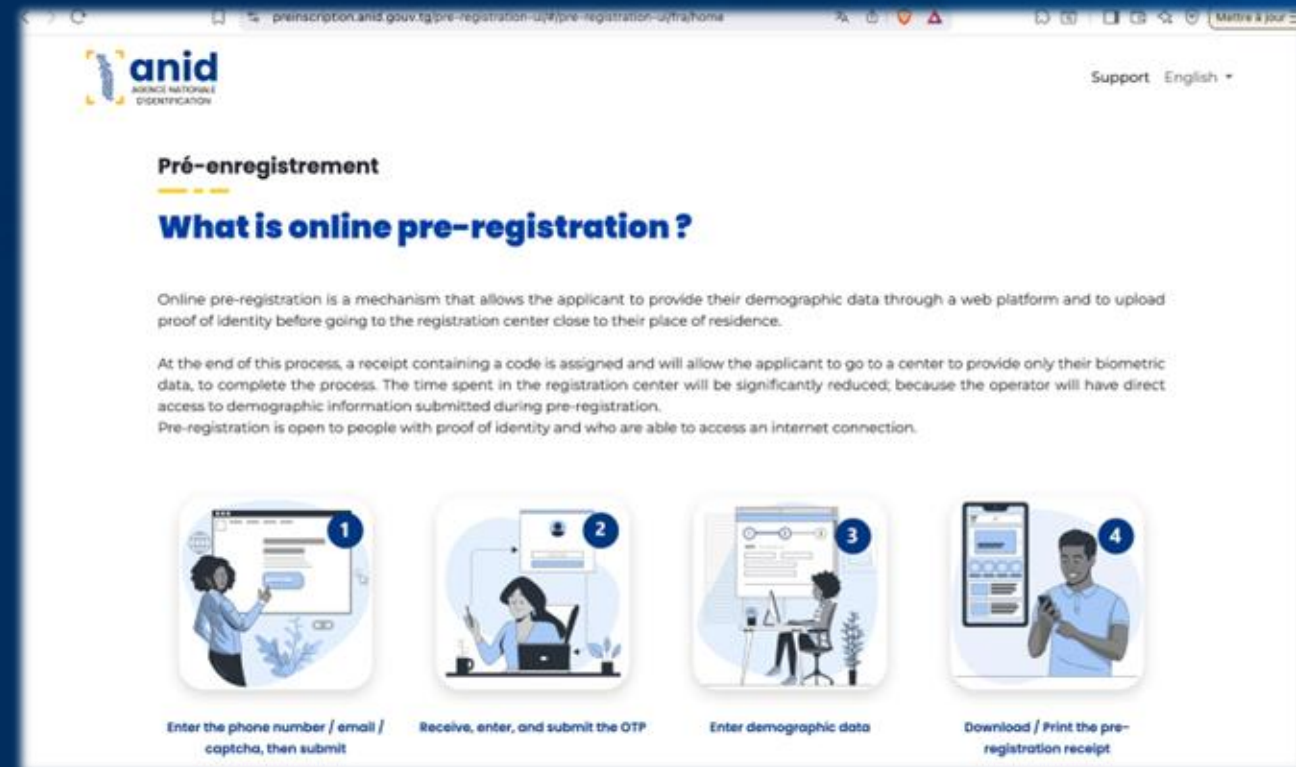 preinscription.anid.gouv.tg/pre-registration-ui/#/pre-registration-ui/fra/home
Mettre à jour
anid
AGENCE NATIONALE
D'IDENTIFICATION
Support English
Pré-enregistrement
What is online pre-registration ?
Online pre-registration is a mechanism that allows the applicant to provide their demographic data through a web platform and to upload
proof of identity before going to the registration center close to their place of residence.
At the end of this process, a receipt containing a code is assigned and will allow the applicant to go to a center to provide only their biometric
data, to complete the process. The time spent in the registration center will be significantly reduced; because the operator will have direct
access to demographic information submitted during pre-registration.
Pre-registration is open to people with proof of identity and who are able to access an internet connection.
1
2
3
4
Enter the phone number / email /
captcha, then submit
Receive, enter, and submit the OTP
Enter demographic data
Download / Print the pre-
registration receipt